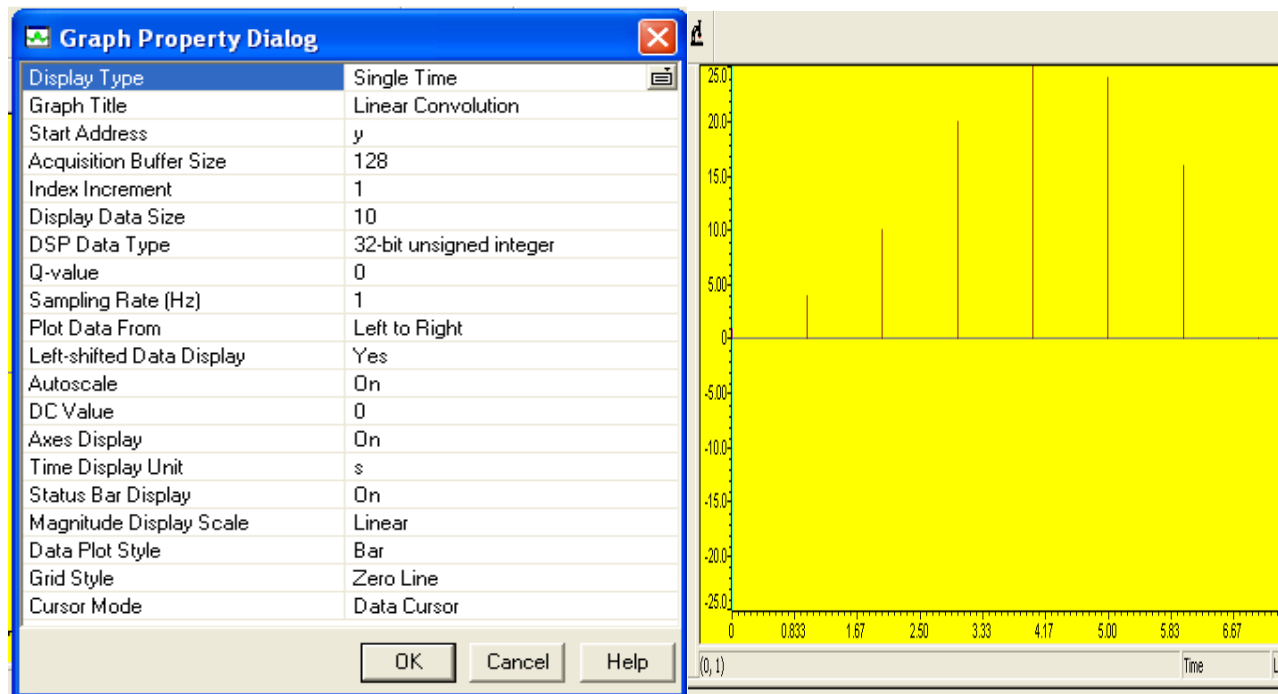 Graph Property Dialog
Display Type Single Time
Graph Title Linear Convolution
Start Address y
Acquisition Buffer Size 128
Index Increment 1
Display Data Size 10
DSP Data Type 32-bit unsigned integer
Q-value 0
Sampling Rate (Hz) 1
Plot Data From Left to Right
Left-shifted Data Display Yes
Autoscale On
DC Value 0
Axes Display On
Time Display Unit s
Status Bar Display On
Magnitude Display Scale Linear
Data Plot Style Bar
Grid Style Zero Line
Cursor Mode Data Cursor
OK Cancel Help
25.0
20.0
15.0
10.0
5.00
0
-5.00
-10.0
-15.0
-20.0
-25.0
0 0.833 1.67 2.50 3.33 4.17 5.00 5.83 6.67
(0, 1) Time L